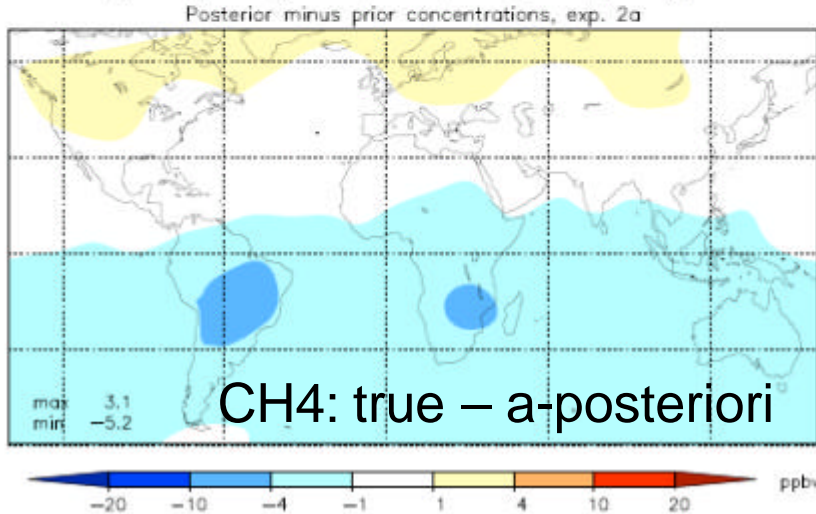 Posterior minus prior concentrations, exp. 2a
max 3.1
min −5.2
CH4: true – a-posteriori
−20 −10 −4 −1 1 4 10 20 ppbv